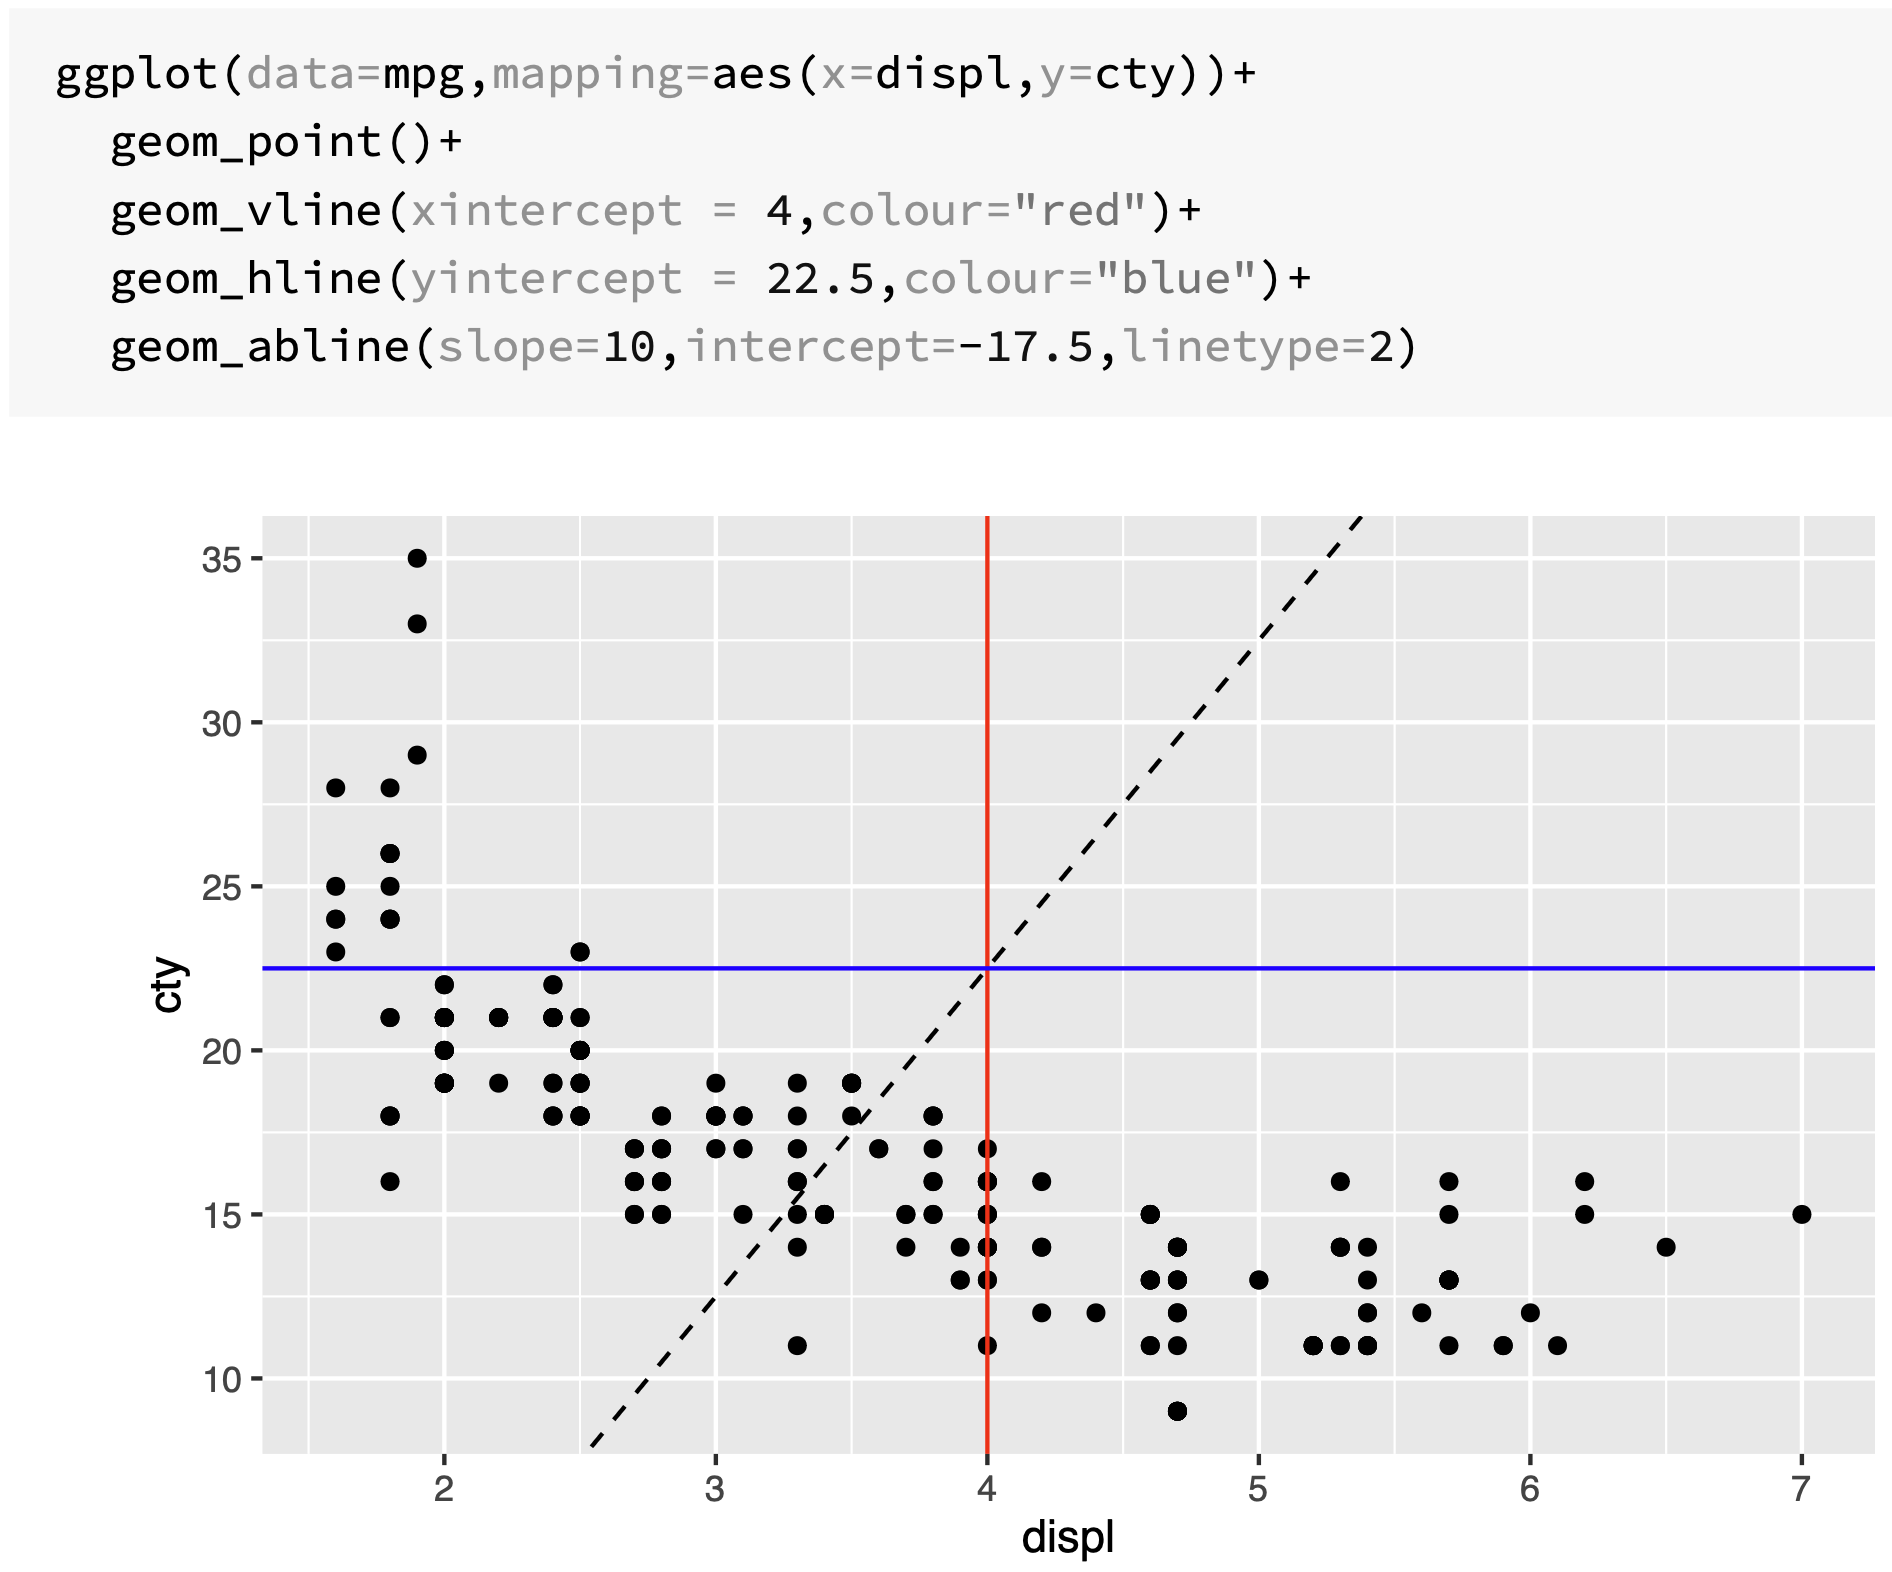 ggplot(data=mpg,mapping=aes(x=displ,y=cty))+
  geom_point()+
  geom_vline(xintercept = 4,colour="red")+
  geom_hline(yintercept = 22.5,colour="blue")+
  geom_abline(slope=10,intercept=-17.5,linetype=2)
35
30
25
20
15
10
cty
2 3 4 5 6 7
displ